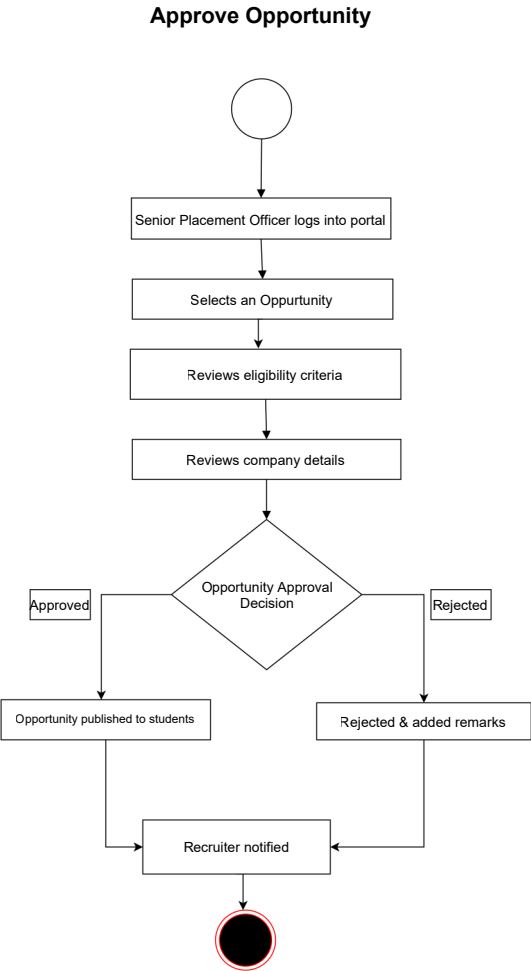 Approve Opportunity
Senior Placement Officer logs into portal
Selects an Oppurtunity
Reviews eligibility criteria
Reviews company details
Opportunity Approval
Decision
Approved
Rejected
Opportunity published to students
Rejected & added remarks
Recruiter notified